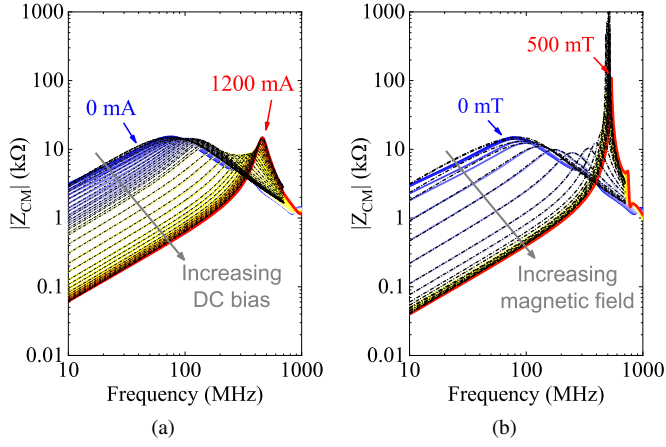 (a)
|Z_CM| (kΩ)
1000
100
10
1
0.1
0.01
0 mA
1200 mA
Increasing
DC bias
10
100
1000
Frequency (MHz)
(a)
(b)
|Z_CM| (kΩ)
1000
100
10
1
0.1
0.01
500 mT
0 mT
Increasing
magnetic field
10
100
1000
Frequency (MHz)
(b)